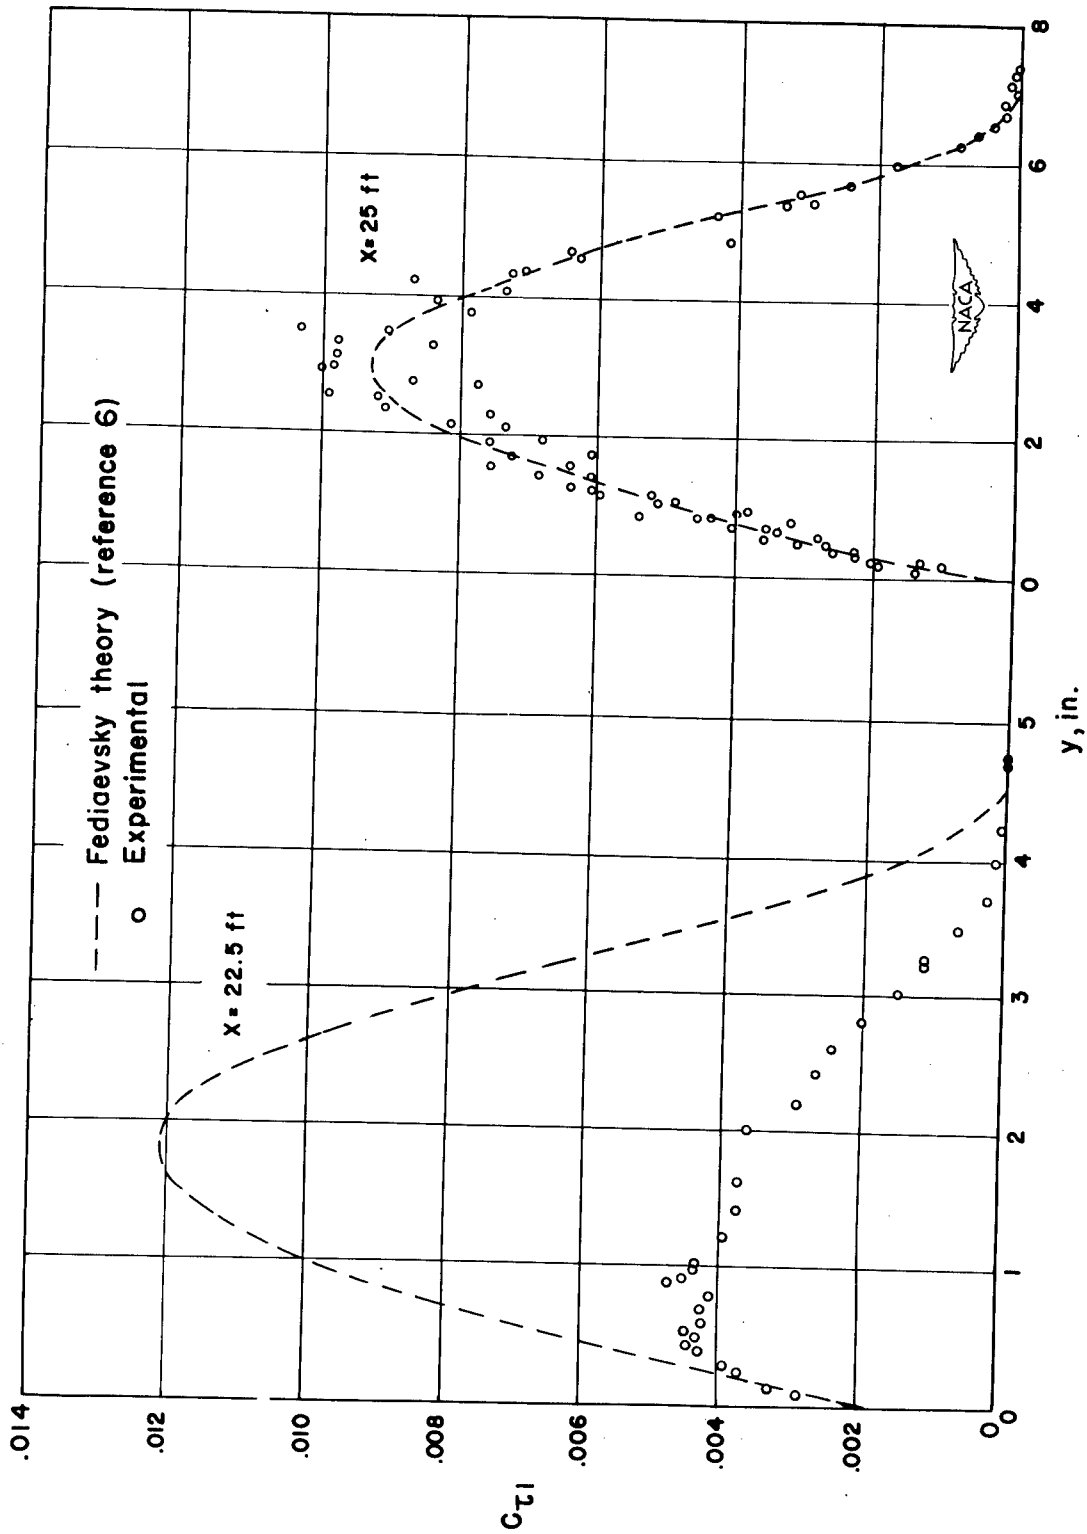 — — — Fediaevsky theory (reference 6)
o Experimental
X = 22.5 ft
X = 25 ft
.014
.012
.010
.008
.006
.004
.002
0
Cτ1
0 1 2 3 4 5
0 2 4 6 8
y, in.
NACA